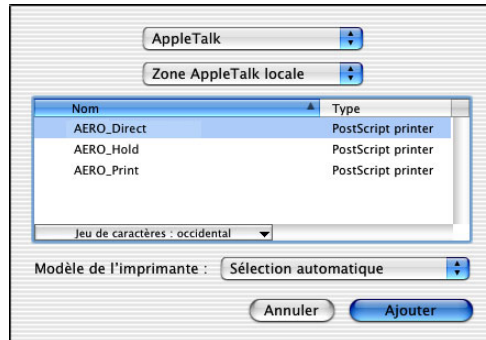 AppleTalk
Zone AppleTalk locale
Nom Type
AERO_Direct PostScript printer
AERO_Hold PostScript printer
AERO_Print PostScript printer
Jeu de caractères : occidental
Modèle de l'imprimante : Sélection automatique
Annuler Ajouter